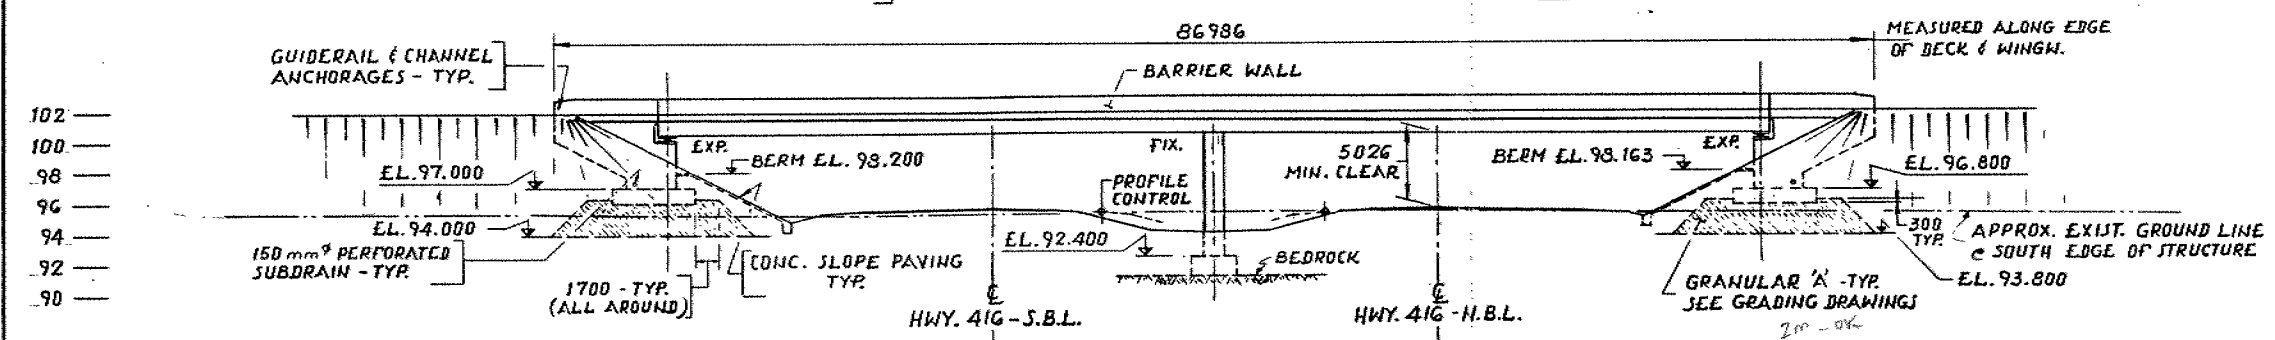 86986
MEASURED ALONG EDGE
OF DECK & WINGW.
GUIDERAIL & CHANNEL
ANCHORAGES - TYP.
BARRIER WALL
102
100
98
96
94
92
90
EXP.
FIX.
EXP.
BERM EL. 98.200
5026
MIN. CLEAR
BERM EL. 98.163
EL. 97.000
EL. 96.800
PROFILE
CONTROL
EL. 94.000
EL. 92.400
300
TYP.
APPROX. EXIST. GROUND LINE
@ SOUTH EDGE OF STRUCTURE
150 mmφ PERFORATED
SUBDRAIN - TYP.
CONC. SLOPE PAVING
TYP.
BEDROCK
1700 - TYP.
(ALL AROUND)
GRANULAR 'A' - TYP.
SEE GRADING DRAWINGS
EL. 93.800
℄
HWY. 416 - S.B.L.
℄
HWY. 416 - N.B.L.
2m - OK